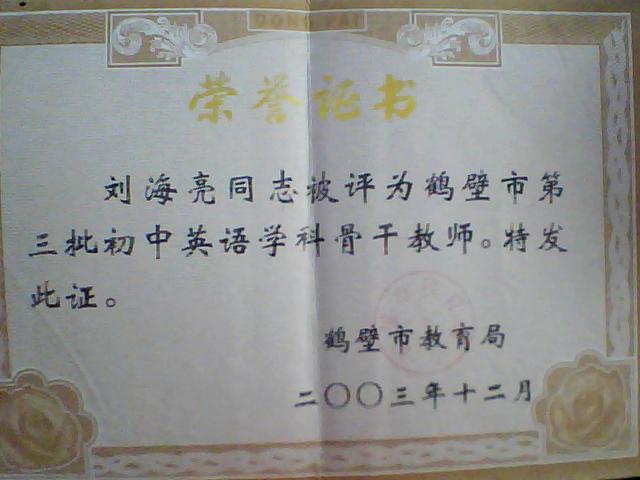 DONG TAI
荣誉证书
刘海亮同志被评为鹤壁市第
三批初中英语学科骨干教师。特发
此证。
鹤壁市教育局
二〇〇三年十二月